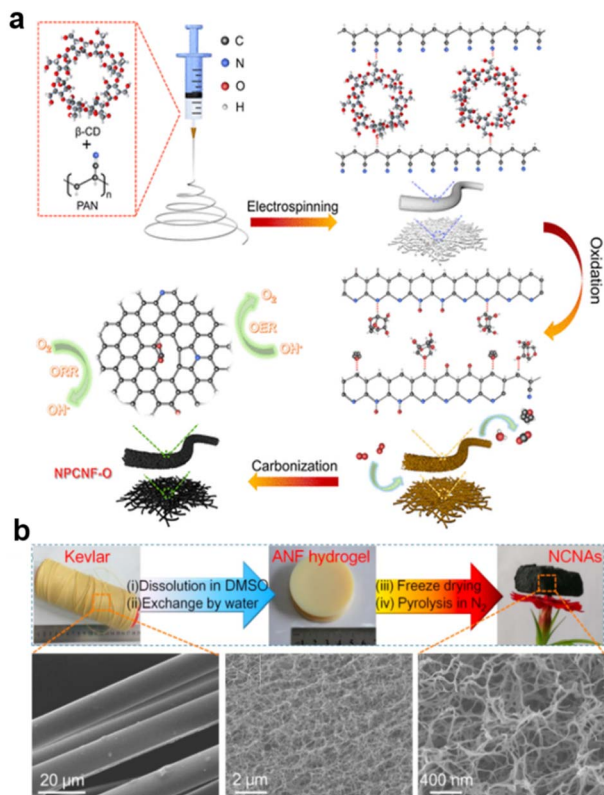 a
C
N
O
H
β-CD
+
PAN
n
Electrospinning
Oxidation
O₂
OER
OH⁻
O₂
ORR
OH⁻
NPCNF-O
Carbonization
b
Kevlar
(i)Dissolution in DMSO
(ii)Exchange by water
ANF hydrogel
(iii) Freeze drying
(iv) Pyrolysis in N₂
NCNAs
20 μm
2 μm
400 nm